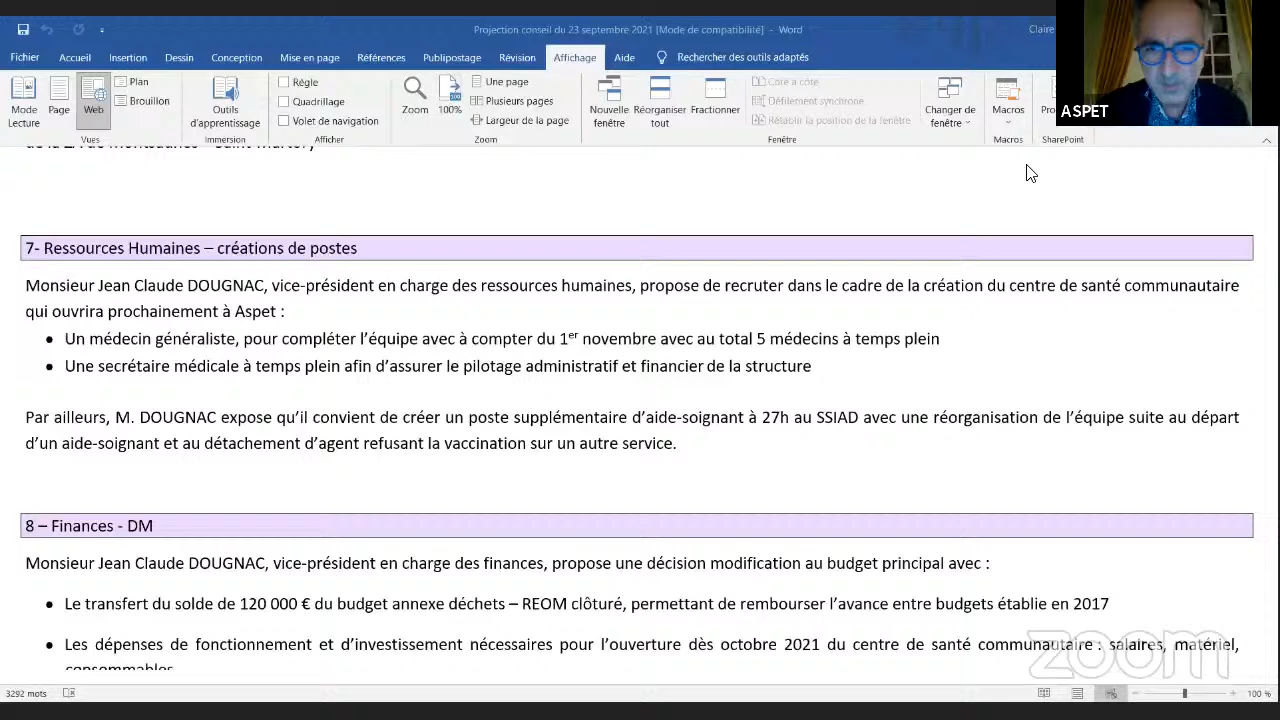 Projection conseil du 23 septembre 2021 [Mode de compatibilité] - Word
Claire
Fichier Accueil Insertion Dessin Conception Mise en page Références Publipostage Révision Affichage Aide Rechercher des outils adaptés
Mode Lecture
Page
Web
Plan
Brouillon
Vues
Outils d'apprentissage
Immersion
Règle
Quadrillage
Volet de navigation
Afficher
Zoom
100%
Une page
Plusieurs pages
Largeur de la page
Zoom
Nouvelle fenêtre
Réorganiser tout
Fractionner
Côte à côte
Défilement synchrone
Rétablir la position de la fenêtre
Changer de fenêtre
Fenêtre
Macros
Macros
SharePoint
ASPET
7- Ressources Humaines – créations de postes
Monsieur Jean Claude DOUGNAC, vice-président en charge des ressources humaines, propose de recruter dans le cadre de la création du centre de santé communautaire
qui ouvrira prochainement à Aspet :
• Un médecin généraliste, pour compléter l'équipe avec à compter du 1er novembre avec au total 5 médecins à temps plein
• Une secrétaire médicale à temps plein afin d'assurer le pilotage administratif et financier de la structure
Par ailleurs, M. DOUGNAC expose qu'il convient de créer un poste supplémentaire d'aide-soignant à 27h au SSIAD avec une réorganisation de l'équipe suite au départ
d'un aide-soignant et au détachement d'agent refusant la vaccination sur un autre service.
8 – Finances - DM
Monsieur Jean Claude DOUGNAC, vice-président en charge des finances, propose une décision modification au budget principal avec :
• Le transfert du solde de 120 000 € du budget annexe déchets – REOM clôturé, permettant de rembourser l'avance entre budgets établie en 2017
• Les dépenses de fonctionnement et d'investissement nécessaires pour l'ouverture dès octobre 2021 du centre de santé communautaire : salaires, matériel,
consommables
zoom
3292 mots
100 %